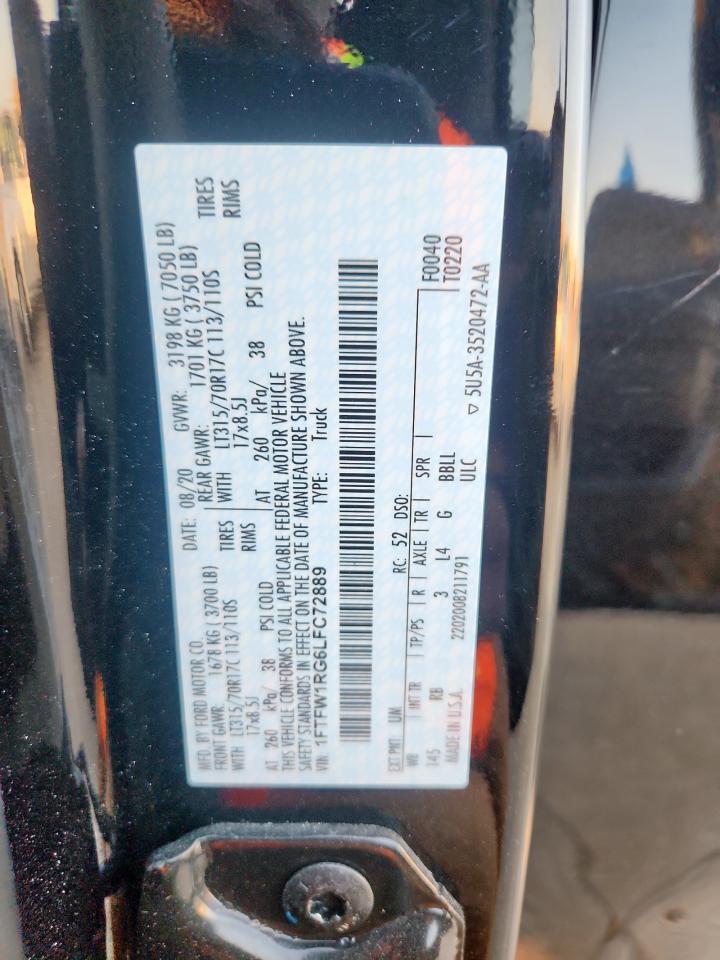 MFD. BY FORD MOTOR CO.
DATE: 08/20 GVWR: 3198 KG ( 7050 LB)
FRONT GAWR: 1678 KG ( 3700 LB) REAR GAWR: 1701 KG ( 3750 LB)
WITH LT315/70R17C 113/110S TIRES WITH LT315/70R17C 113/110S TIRES
17x8.5J RIMS 17x8.5J RIMS
AT 260 kPa/ 38 PSI COLD AT 260 kPa/ 38 PSI COLD
THIS VEHICLE CONFORMS TO ALL APPLICABLE FEDERAL MOTOR VEHICLE
SAFETY STANDARDS IN EFFECT ON THE DATE OF MANUFACTURE SHOWN ABOVE.
VIN: 1FTFW1RG6LFC72889 TYPE: Truck
EXT PNT: UM RC: 52 DSO:
WB INT TR TP/PS R AXLE TR SPR F0040
145 RB 3 L4 G BBLL T0220
MADE IN U.S.A. 2202008211791 ULC ▽ 5U5A-3520472-AA